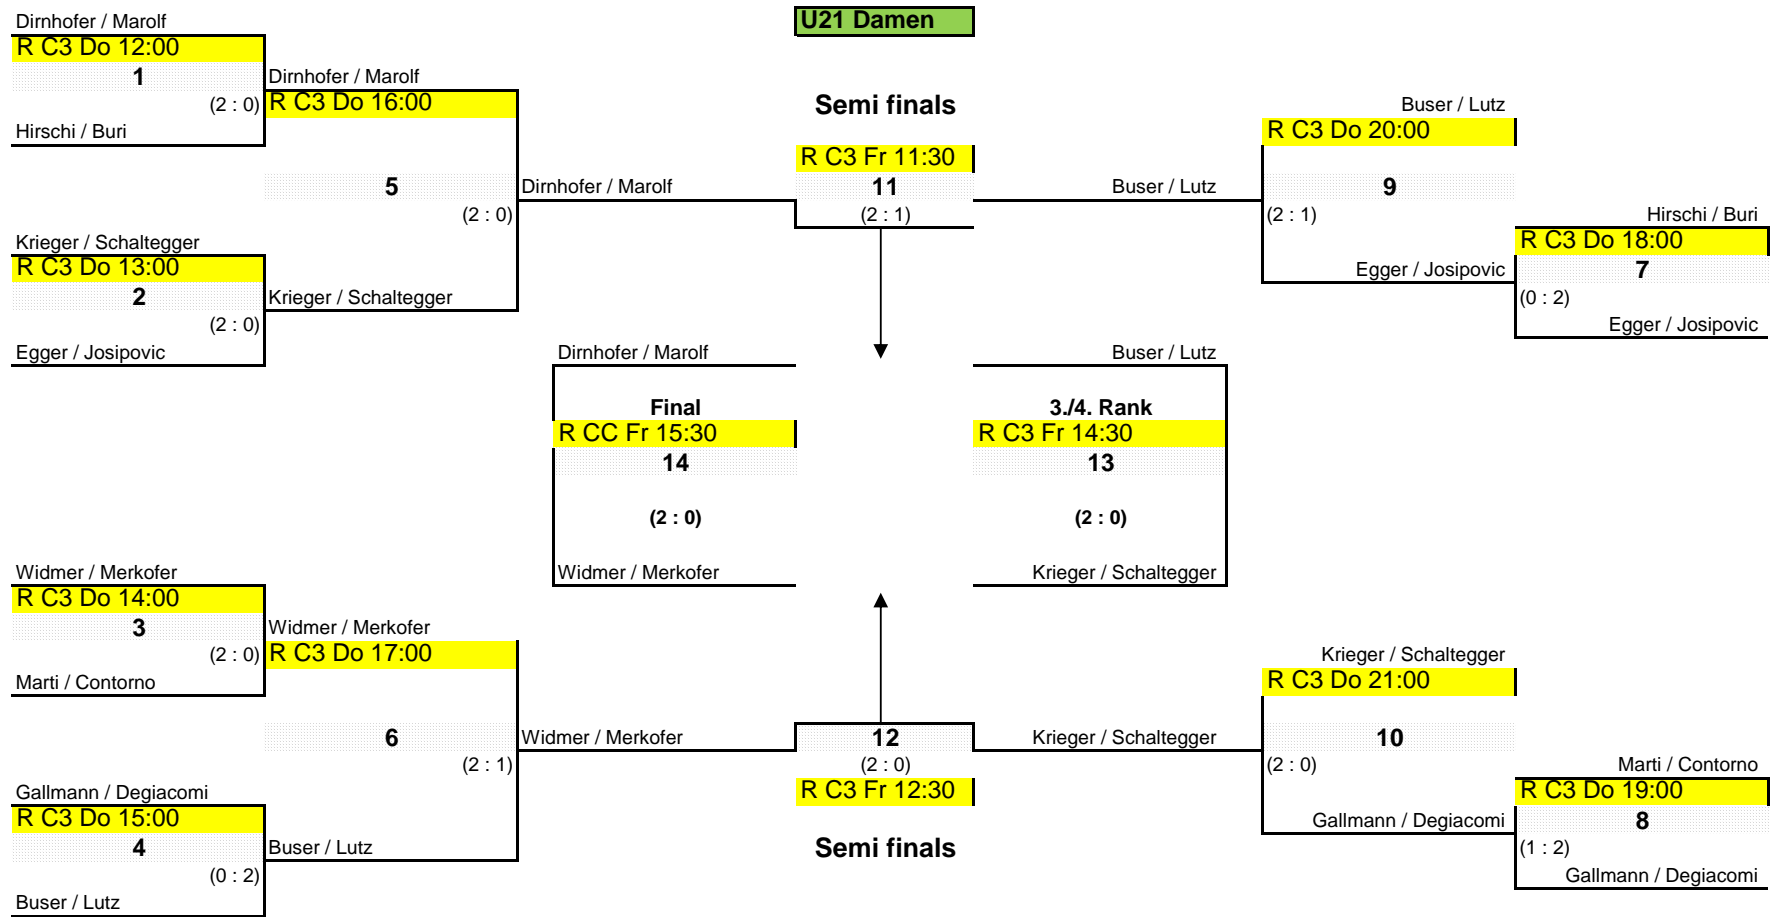 Dirnhofer / Marolf
U21 Damen
R C3 Do 12:00
1
Dirnhofer / Marolf
(2 : 0)
R C3 Do 16:00
Semi finals
Buser / Lutz
Hirschi / Buri
R C3 Do 20:00
R C3 Fr 11:30
5
Dirnhofer / Marolf
11
Buser / Lutz
9
(2 : 0)
(2 : 1)
(2 : 1)
Hirschi / Buri
Krieger / Schaltegger
R C3 Do 18:00
R C3 Do 13:00
Egger / Josipovic
7
2
Krieger / Schaltegger
(0 : 2)
(2 : 0)
Egger / Josipovic
Egger / Josipovic
Dirnhofer / Marolf
Buser / Lutz
Final
3./4. Rank
R CC Fr 15:30
R C3 Fr 14:30
14
13
(2 : 0)
(2 : 0)
Widmer / Merkofer
Widmer / Merkofer
Krieger / Schaltegger
R C3 Do 14:00
3
Widmer / Merkofer
(2 : 0)
R C3 Do 17:00
Krieger / Schaltegger
Marti / Contorno
R C3 Do 21:00
6
Widmer / Merkofer
12
Krieger / Schaltegger
10
(2 : 1)
(2 : 0)
(2 : 0)
Marti / Contorno
Gallmann / Degiacomi
R C3 Fr 12:30
R C3 Do 19:00
R C3 Do 15:00
Gallmann / Degiacomi
8
4
Buser / Lutz
Semi finals
(1 : 2)
(0 : 2)
Gallmann / Degiacomi
Buser / Lutz